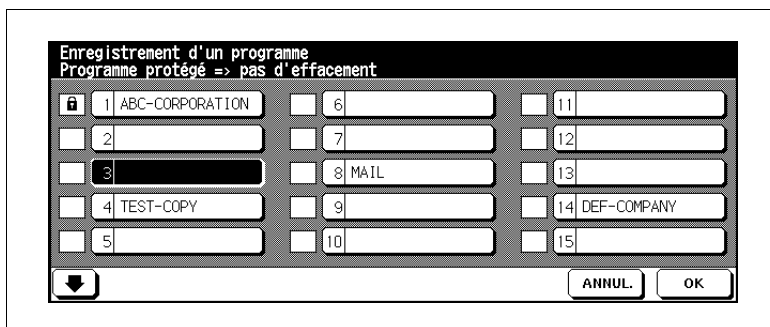 Enregistrement d'un programme
Programme protégé => pas d'effacement
1 ABC-CORPORATION
6
11
2
7
12
3
8 MAIL
13
4 TEST-COPY
9
14 DEF-COMPANY
5
10
15
ANNUL.
OK